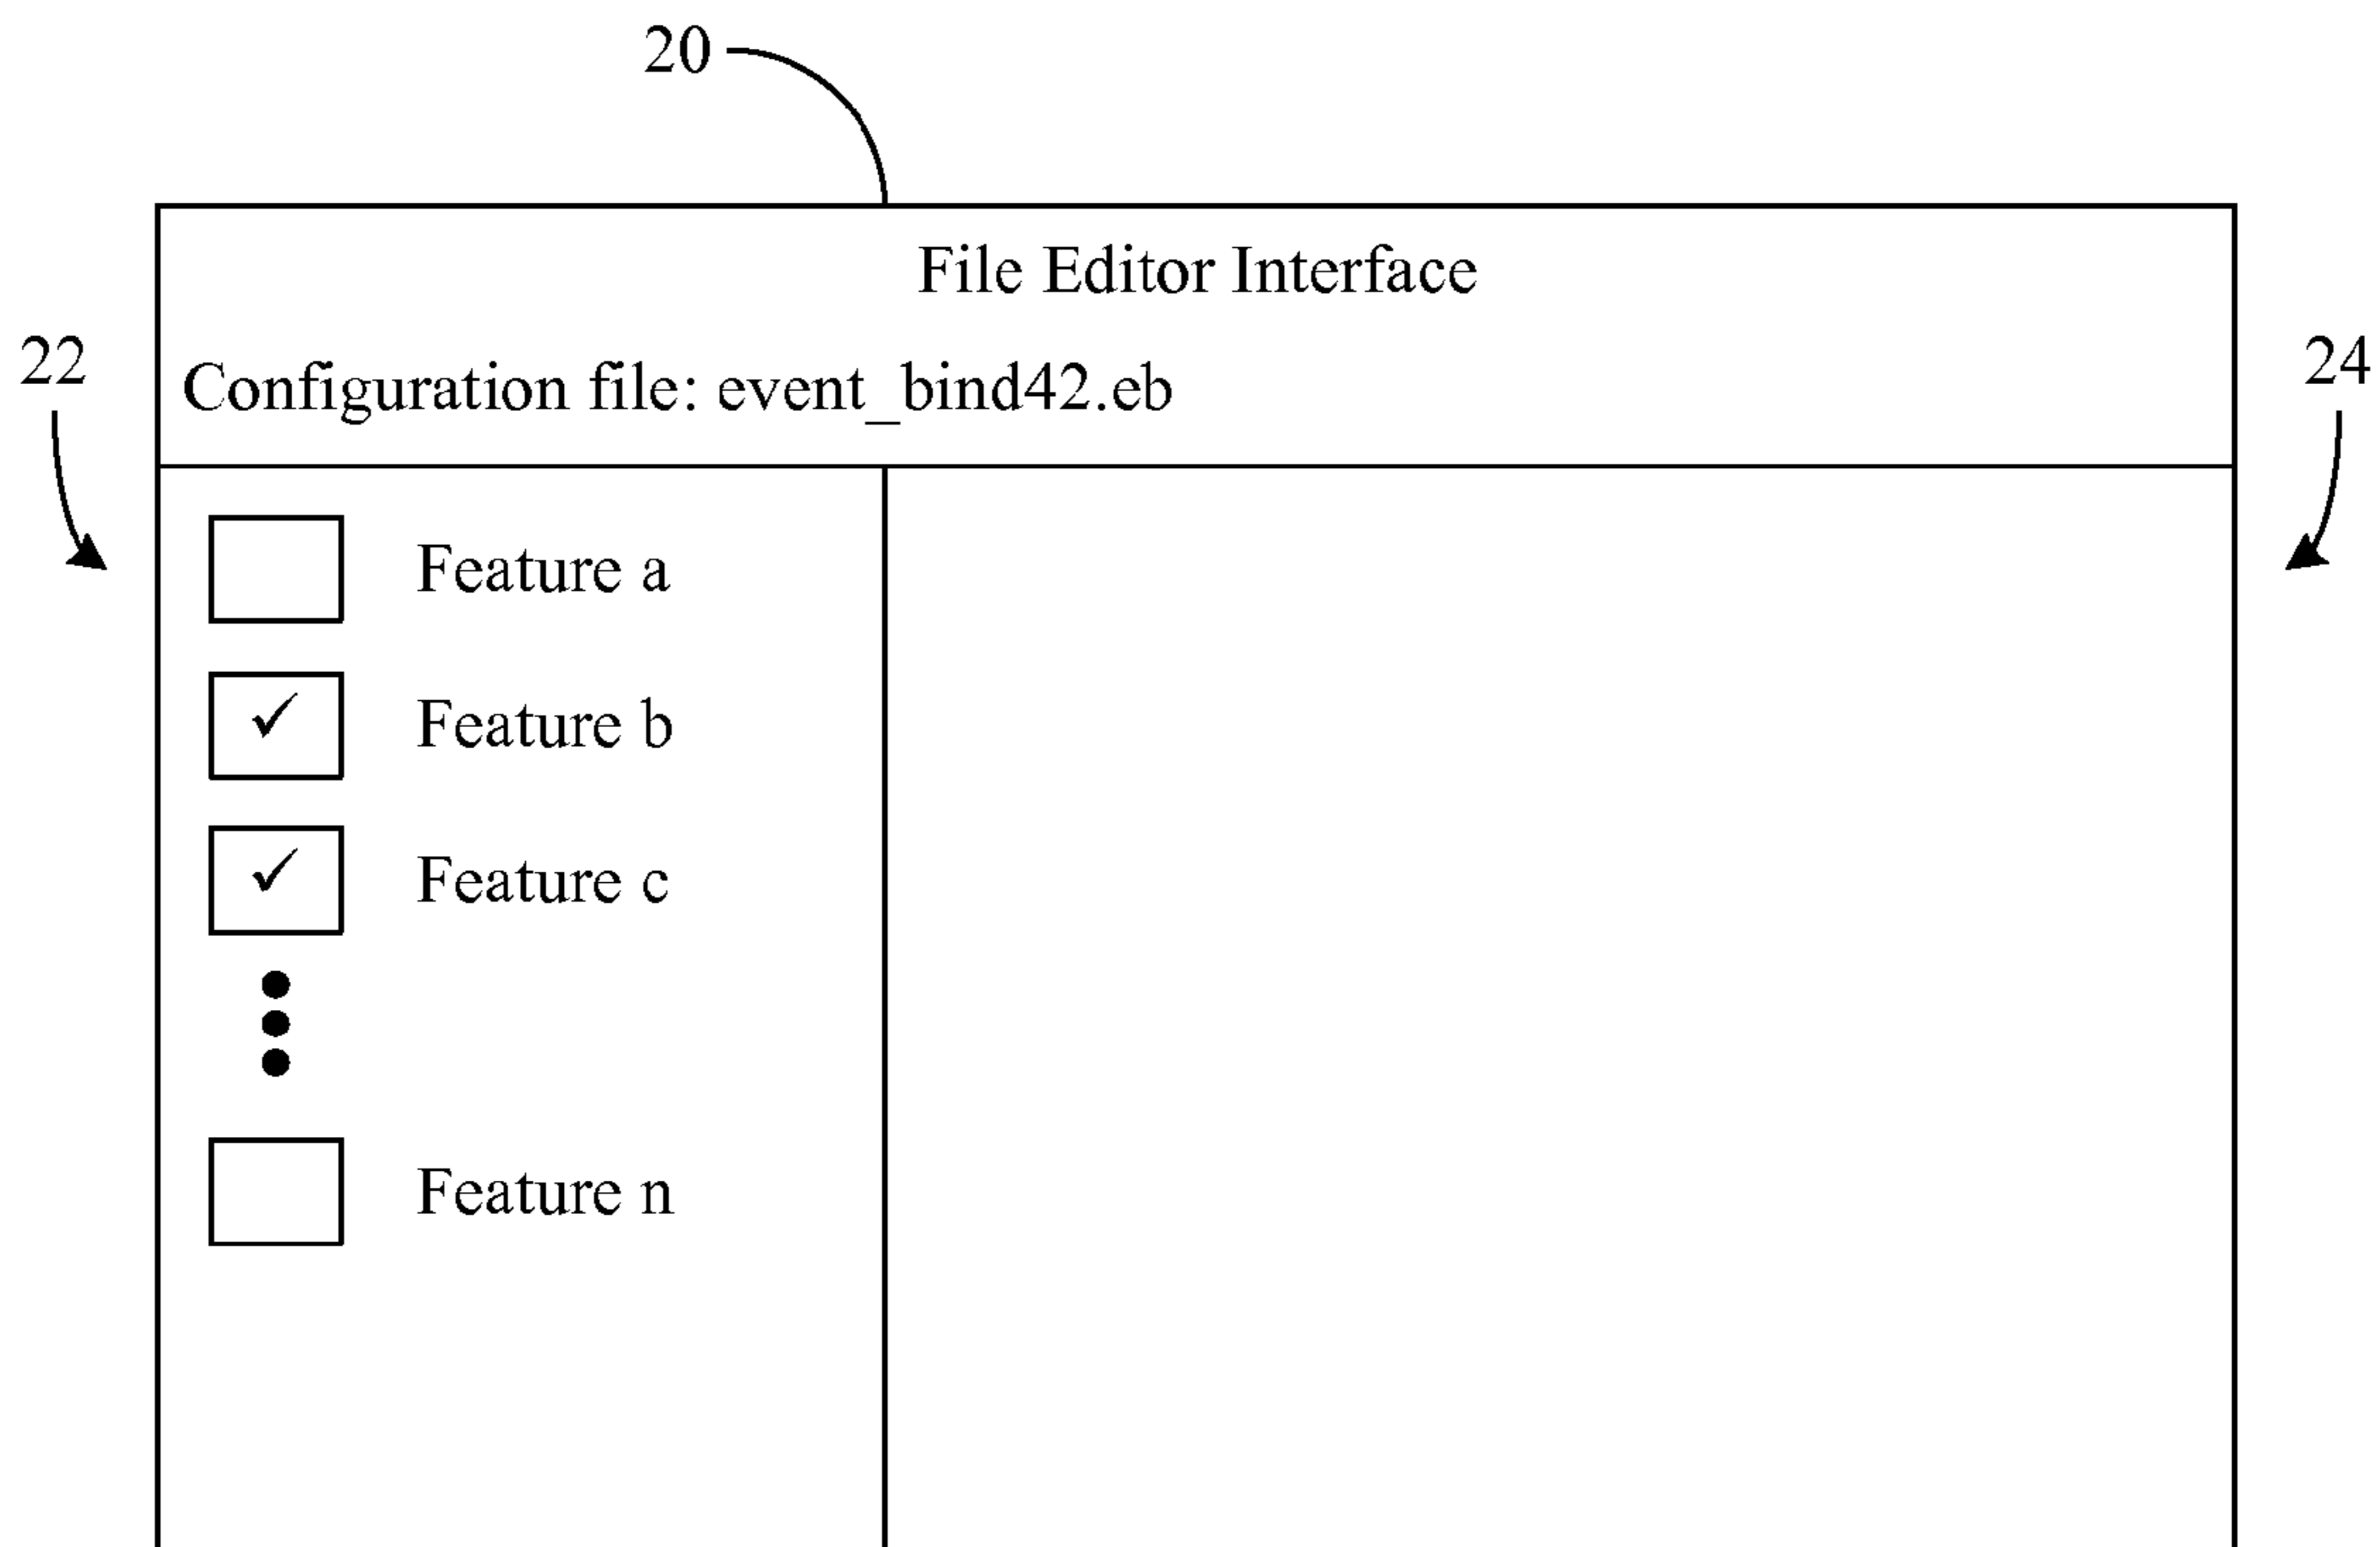 20
File Editor Interface
22
Configuration file: event_bind42.eb
24
Feature a
✓ Feature b
✓ Feature c
Feature n